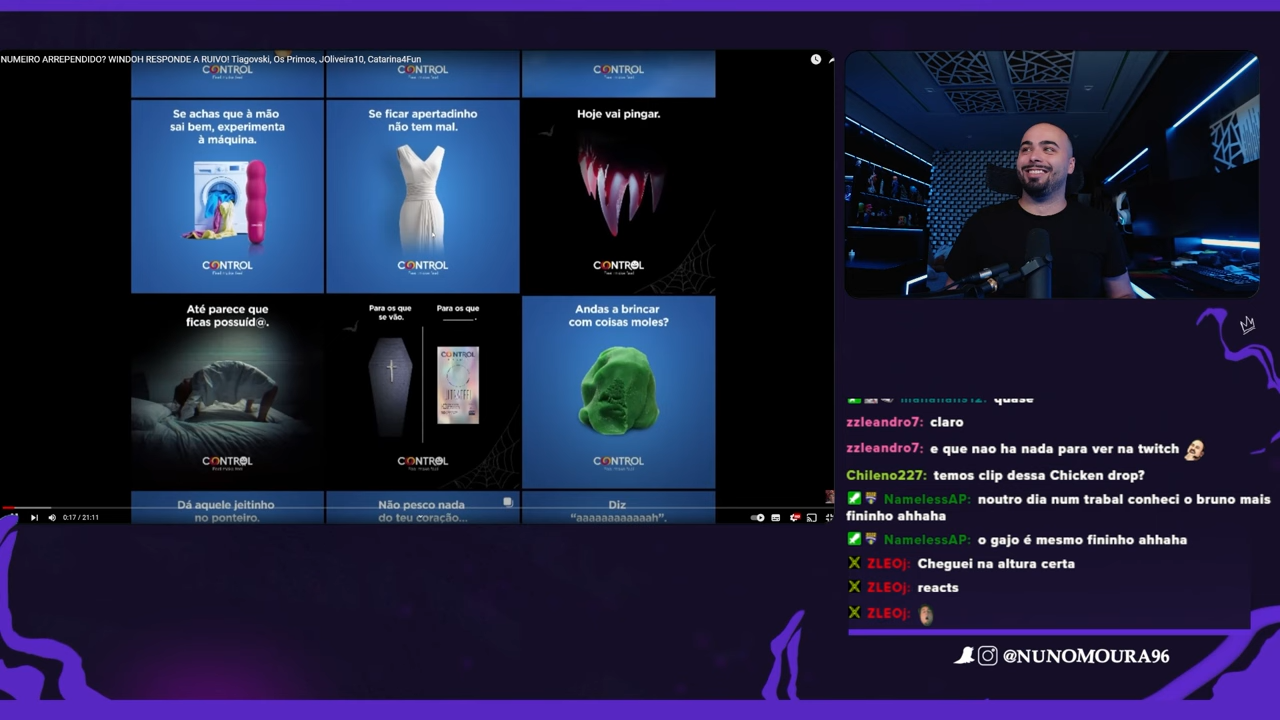 NUMEIRO ARREPENDIDO? WINDOH RESPONDE A RUIVO! Tiagovski, Os Primos, JOliveira10, Catarina4Fun
CONTROL
CONTROL
CONTROL
Se achas que à mão
sai bem, experimenta
à máquina.
CONTROL
Se ficar apertadinho
não tem mal.
CONTROL
Hoje vai pingar.
CONTROL
Até parece que
ficas possuíd@.
CONTROL
Para os que
se vão.
Para os que
________.
CONTROL
CONTROL
Andas a brincar
com coisas moles?
CONTROL
Dá aquele jeitinho
no ponteiro.
Não pesco nada
do teu coração...
Diz
“aaaaaaaaaaaah”.
0:17 / 21:11
quase
zzleandro7: claro
zzleandro7: e que nao ha nada para ver na twitch
Chileno227: temos clip dessa Chicken drop?
NamelessAP: noutro dia num trabal conheci o bruno mais
fininho ahhaha
NamelessAP: o gajo é mesmo fininho ahhaha
ZLEOj: Cheguei na altura certa
ZLEOj: reacts
ZLEOj:
@NUNOMOURA96